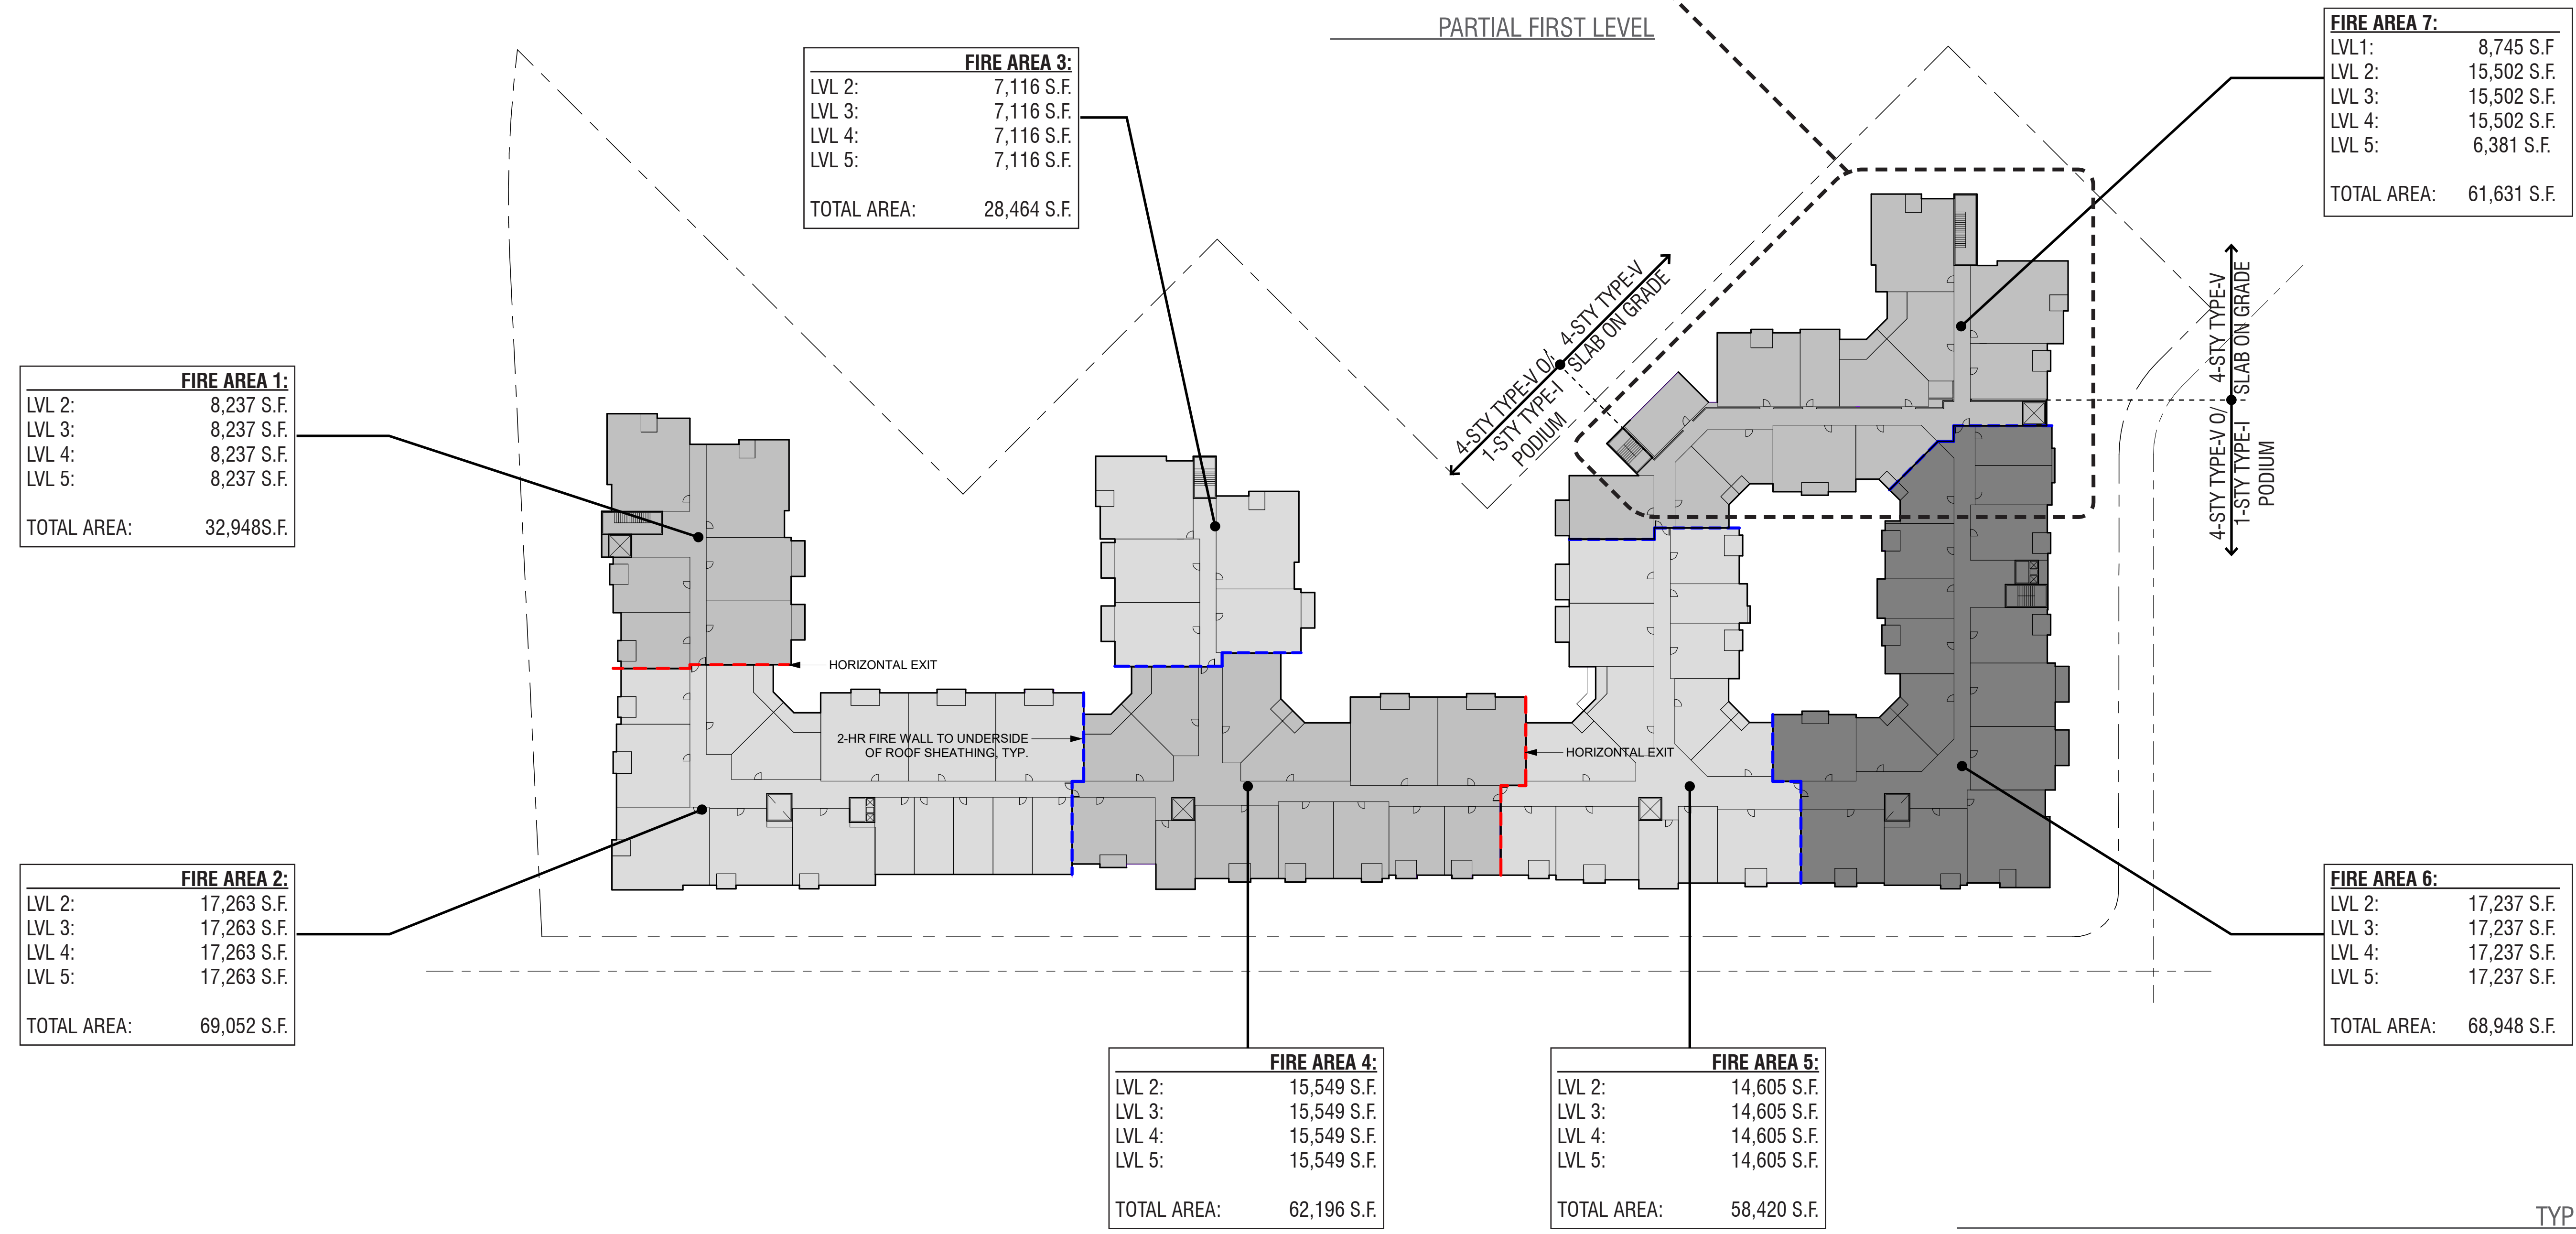 PARTIAL FIRST LEVEL
FIRE AREA 7:
LVL1: 8,745 S.F
LVL 2: 15,502 S.F.
LVL 3: 15,502 S.F.
LVL 4: 15,502 S.F.
LVL 5: 6,381 S.F.
TOTAL AREA: 61,631 S.F.
FIRE AREA 3:
LVL 2: 7,116 S.F.
LVL 3: 7,116 S.F.
LVL 4: 7,116 S.F.
LVL 5: 7,116 S.F.
TOTAL AREA: 28,464 S.F.
4-STY TYPE-V O/
1-STY TYPE-I
PODIUM
4-STY TYPE-V
SLAB ON GRADE
4-STY TYPE-V
SLAB ON GRADE
4-STY TYPE-V O/
1-STY TYPE-I
PODIUM
FIRE AREA 1:
LVL 2: 8,237 S.F.
LVL 3: 8,237 S.F.
LVL 4: 8,237 S.F.
LVL 5: 8,237 S.F.
TOTAL AREA: 32,948S.F.
HORIZONTAL EXIT
2-HR FIRE WALL TO UNDERSIDE
OF ROOF SHEATHING, TYP.
HORIZONTAL EXIT
FIRE AREA 2:
LVL 2: 17,263 S.F.
LVL 3: 17,263 S.F.
LVL 4: 17,263 S.F.
LVL 5: 17,263 S.F.
TOTAL AREA: 69,052 S.F.
FIRE AREA 6:
LVL 2: 17,237 S.F.
LVL 3: 17,237 S.F.
LVL 4: 17,237 S.F.
LVL 5: 17,237 S.F.
TOTAL AREA: 68,948 S.F.
FIRE AREA 4:
LVL 2: 15,549 S.F.
LVL 3: 15,549 S.F.
LVL 4: 15,549 S.F.
LVL 5: 15,549 S.F.
TOTAL AREA: 62,196 S.F.
FIRE AREA 5:
LVL 2: 14,605 S.F.
LVL 3: 14,605 S.F.
LVL 4: 14,605 S.F.
LVL 5: 14,605 S.F.
TOTAL AREA: 58,420 S.F.
TYP